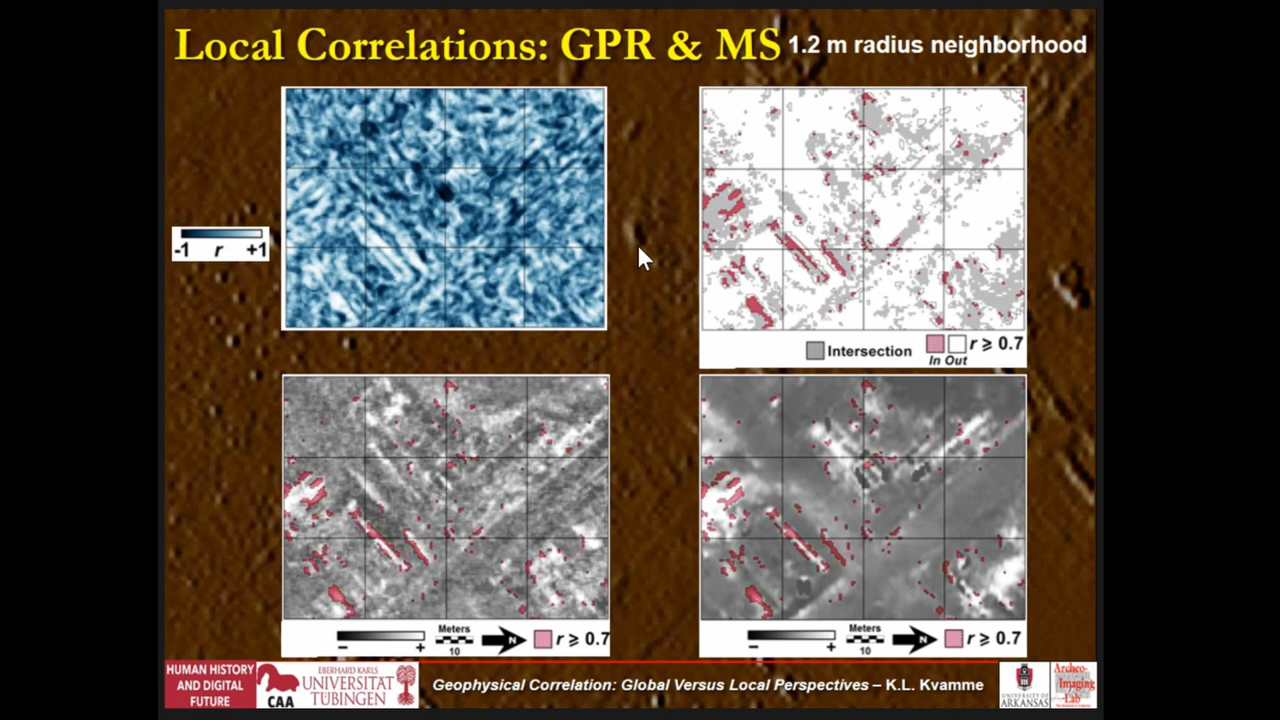 Local Correlations: GPR & MS 1.2 m radius neighborhood
-1 r +1
Intersection
r ⩾ 0.7
In Out
Meters
N
r ⩾ 0.7
− +
10
Meters
N
r ⩾ 0.7
− +
10
HUMAN HISTORY
AND DIGITAL
FUTURE
CAA
EBERHARD KARLS
UNIVERSITÄT
TÜBINGEN
Geophysical Correlation: Global Versus Local Perspectives – K.L. Kvamme
UNIVERSITY OF
ARKANSAS
Archeo-
Imaging
Lab